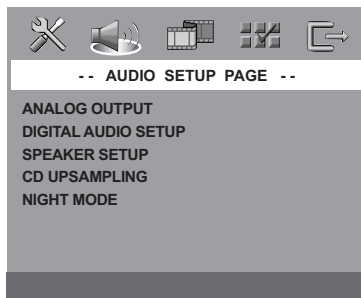 -- AUDIO SETUP PAGE --
ANALOG OUTPUT
DIGITAL AUDIO SETUP
SPEAKER SETUP
CD UPSAMPLING
NIGHT MODE